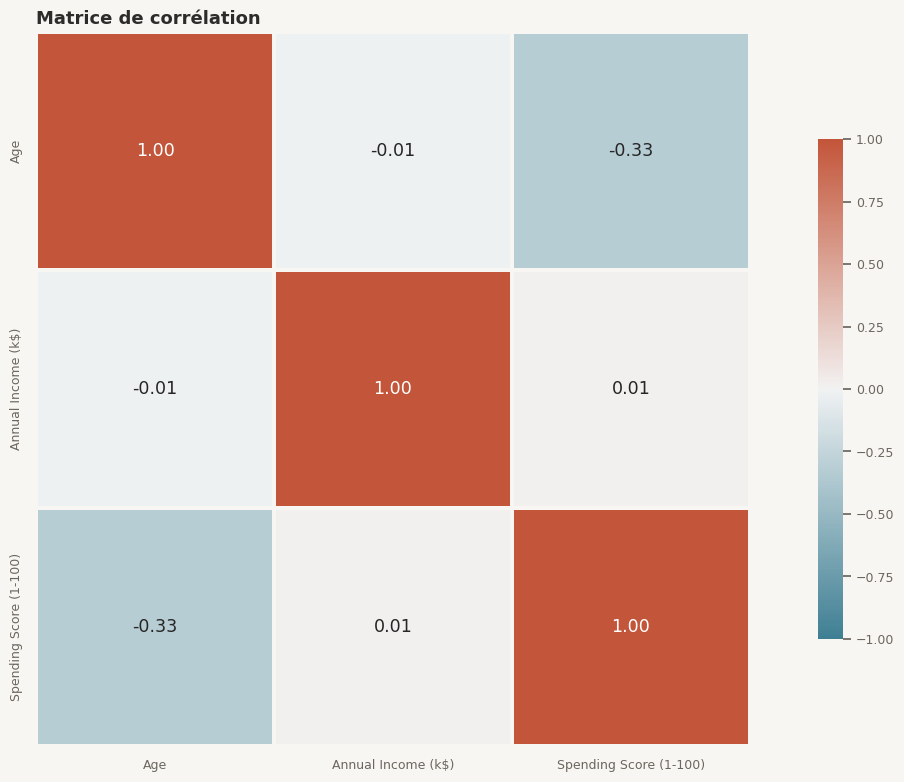 Matrice de corrélation
Age
1.00
-0.01
-0.33
Annual Income (k$)
-0.01
1.00
0.01
Spending Score (1-100)
-0.33
0.01
1.00
Age
Annual Income (k$)
Spending Score (1-100)
1.00
0.75
0.50
0.25
0.00
−0.25
−0.50
−0.75
−1.00